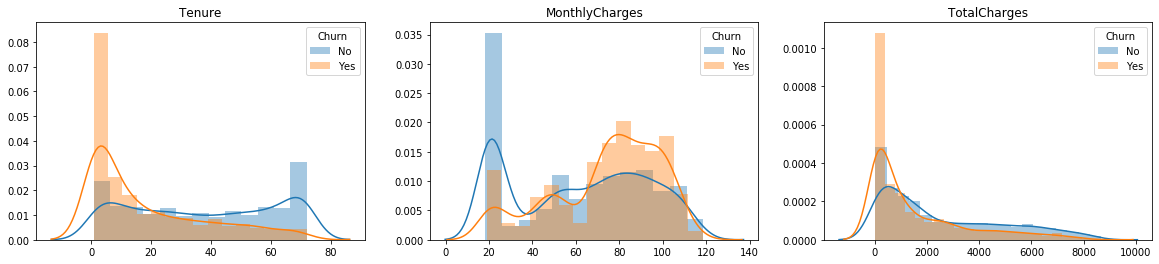 Tenure
Churn
No
Yes
0.08
0.07
0.06
0.05
0.04
0.03
0.02
0.01
0.00
0 20 40 60 80
MonthlyCharges
Churn
No
Yes
0.035
0.030
0.025
0.020
0.015
0.010
0.005
0.000
0 20 40 60 80 100 120 140
TotalCharges
Churn
No
Yes
0.0010
0.0008
0.0006
0.0004
0.0002
0.0000
0 2000 4000 6000 8000 10000